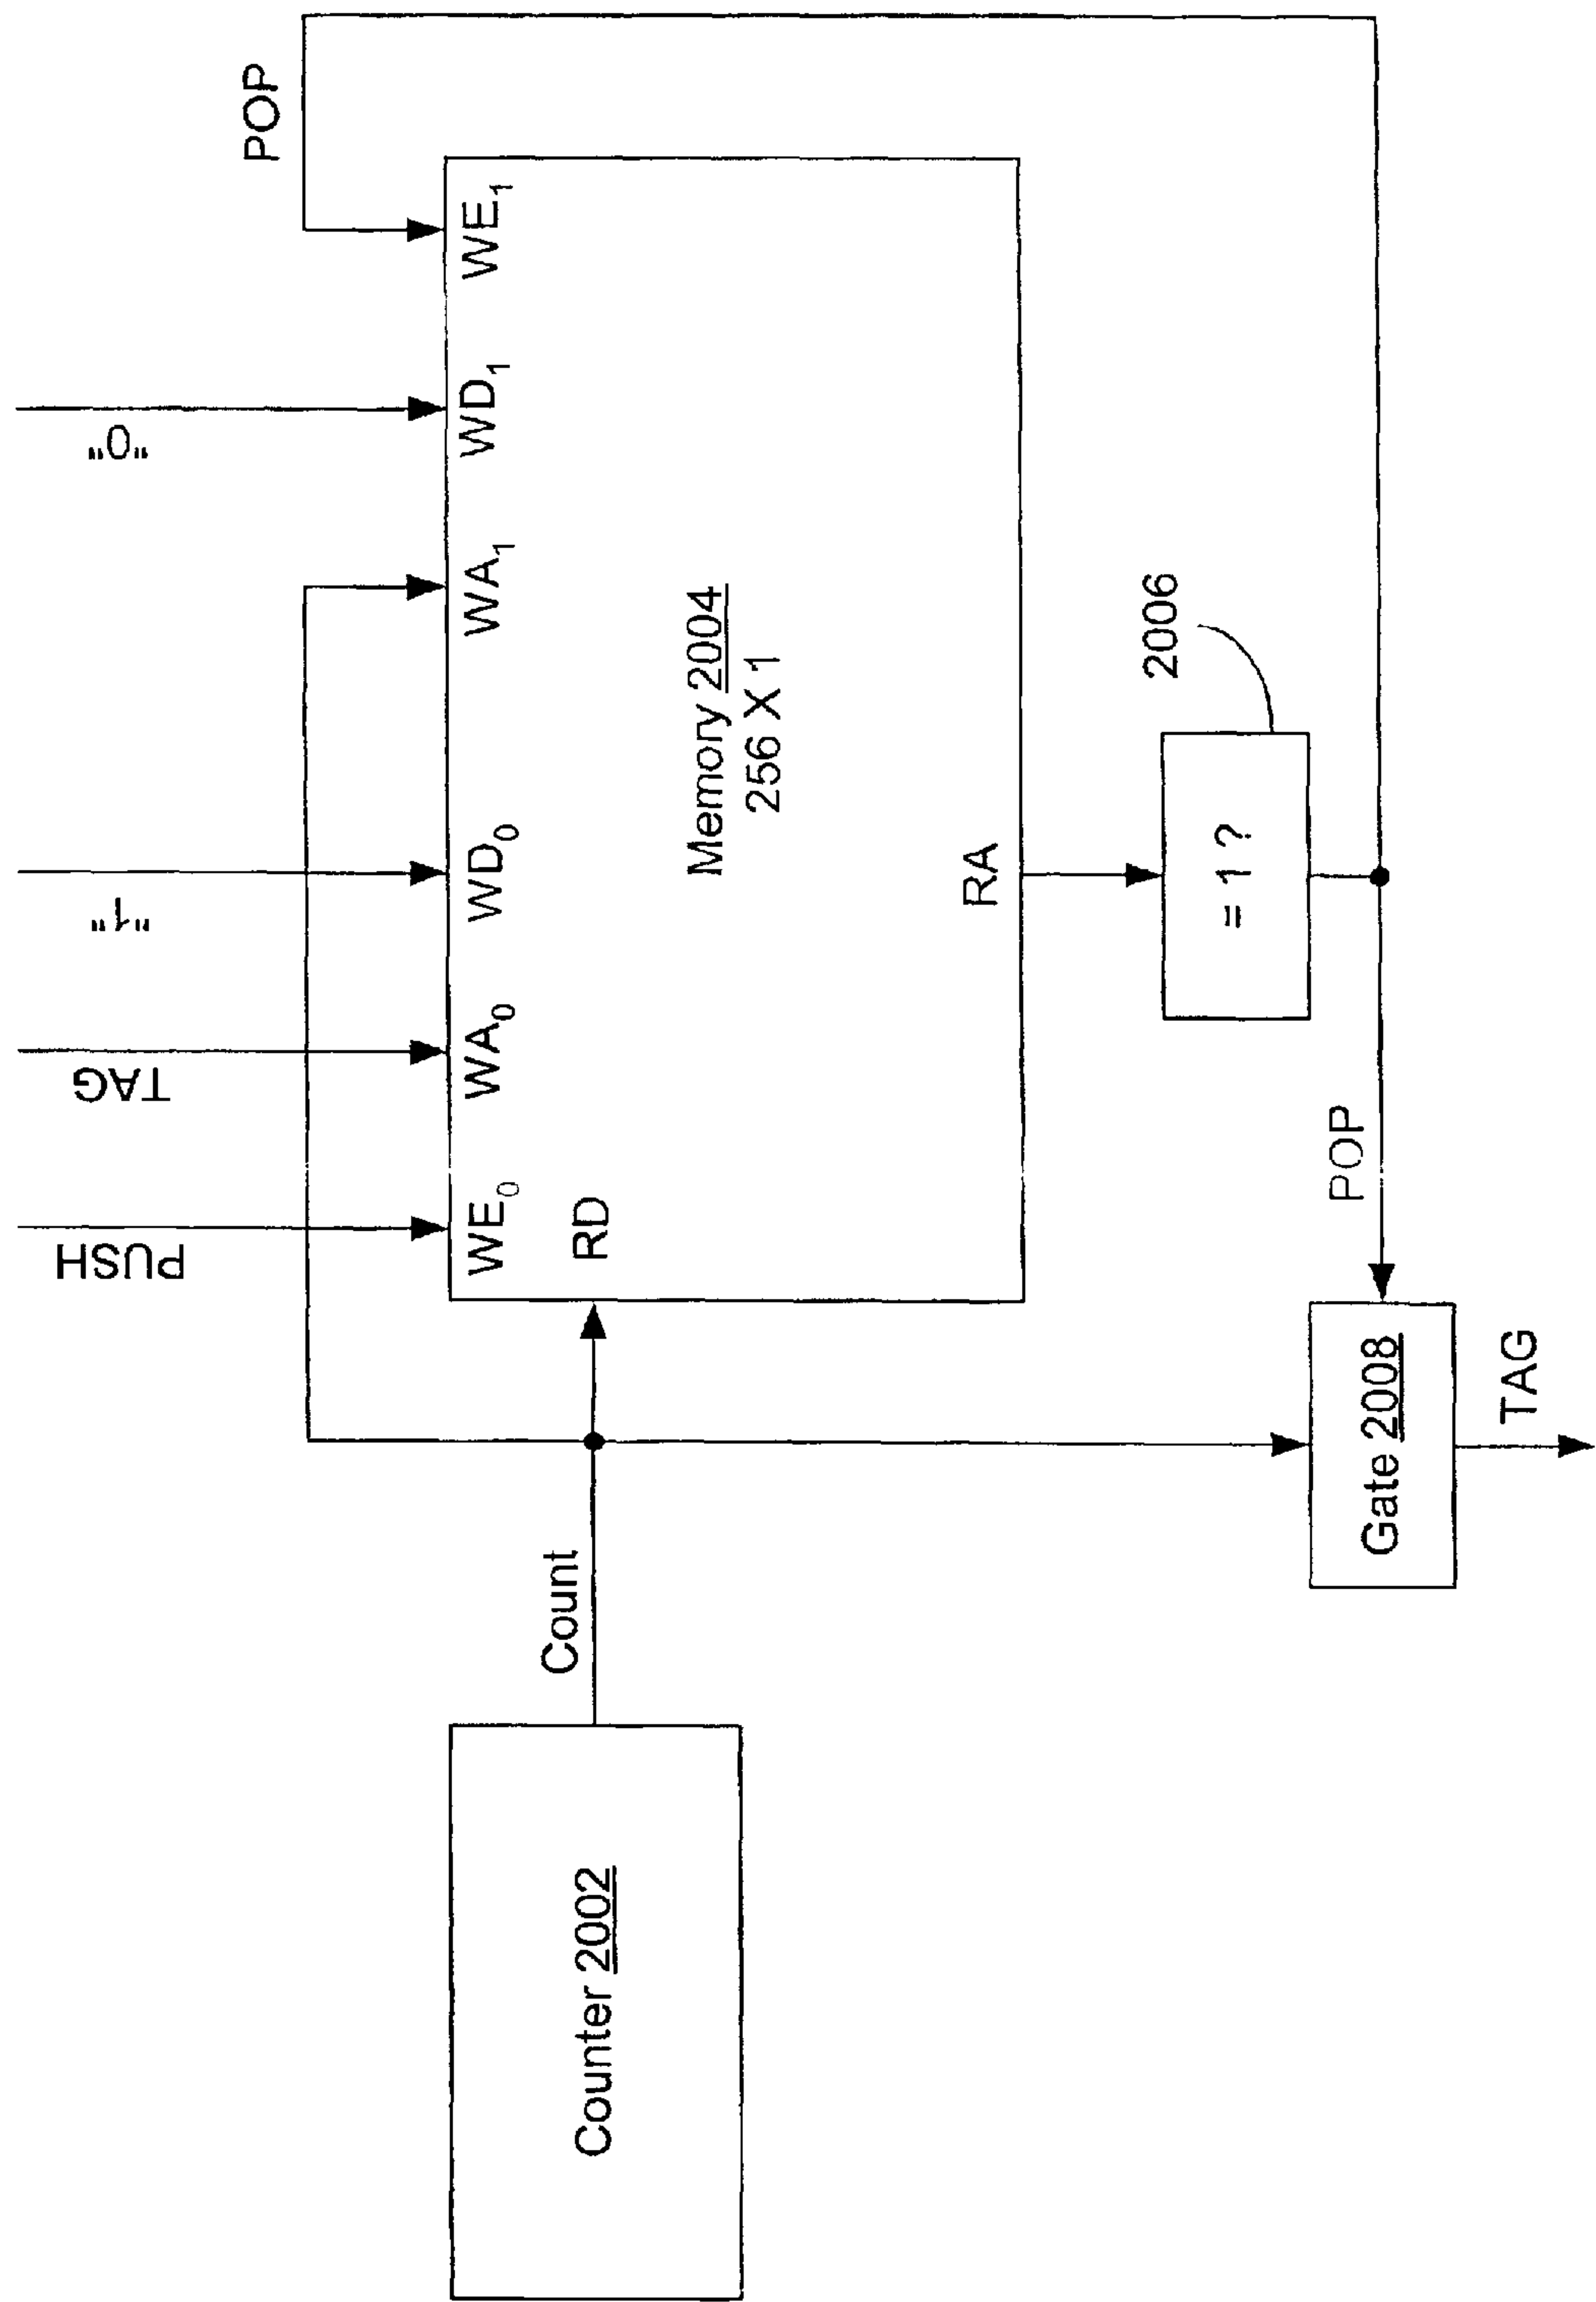 PUSH
TAG
"1"
"0"
POP
WE0
WA0
WD0
WA1
WD1
WE1
RD
Counter 2002
Count
Memory 2004
256 X 1
RA
= 1 ?
2006
POP
Gate 2008
TAG